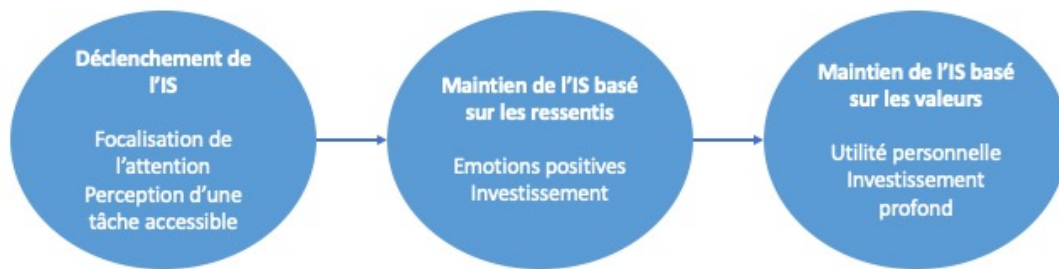 Déclenchement de
l'IS
Focalisation de
l'attention
Perception d'une
tâche accessible
Maintien de l'IS basé
sur les ressentis
Emotions positives
Investissement
Maintien de l'IS basé
sur les valeurs
Utilité personnelle
Investissement
profond